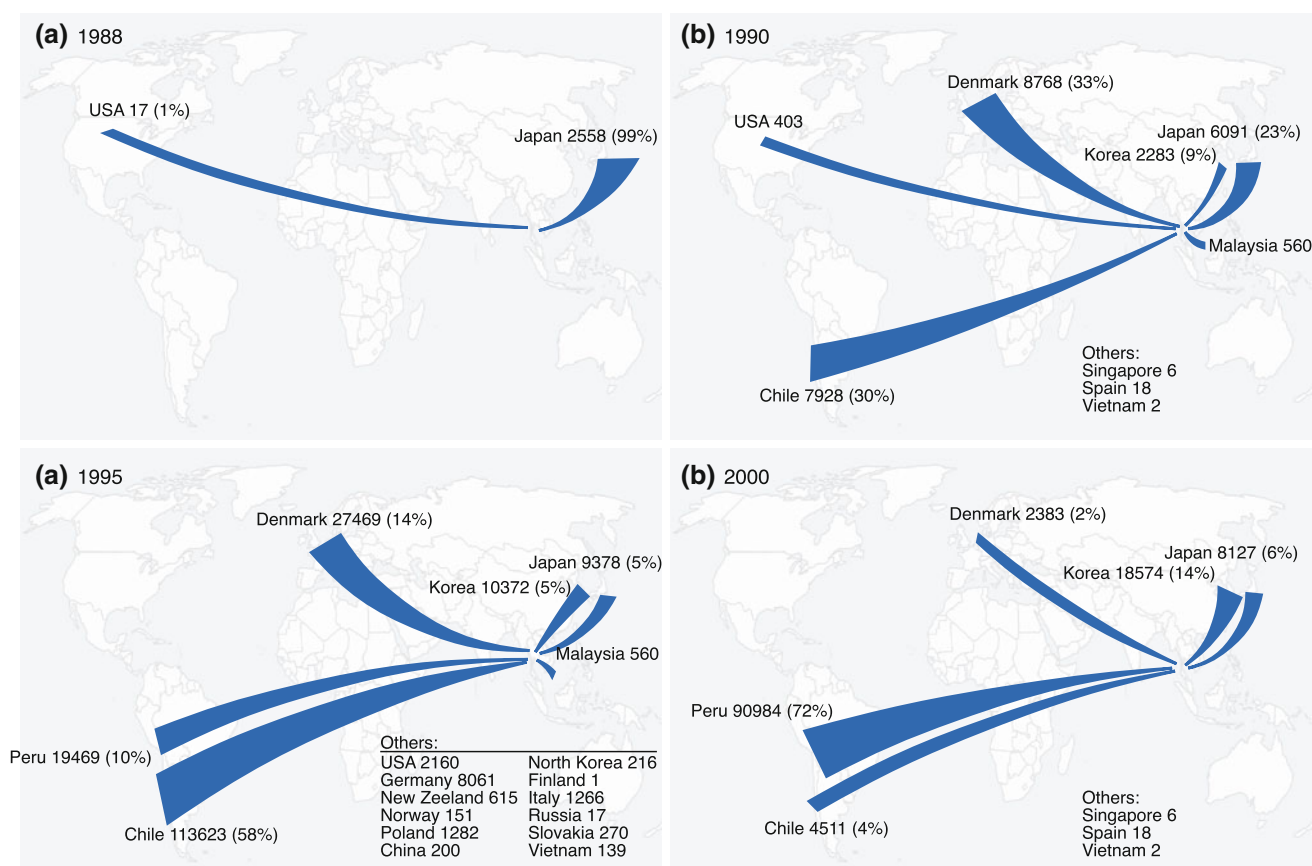 (a) 1988
USA 17 (1%)
Japan 2558 (99%)
(b) 1990
Denmark 8768 (33%)
USA 403
Japan 6091 (23%)
Korea 2283 (9%)
Malaysia 560
Chile 7928 (30%)
Others:
Singapore 6
Spain 18
Vietnam 2
(a) 1995
Denmark 27469 (14%)
Japan 9378 (5%)
Korea 10372 (5%)
Malaysia 560
Peru 19469 (10%)
Chile 113623 (58%)
Others:
USA 2160 North Korea 216
Germany 8061 Finland 1
New Zeeland 615 Italy 1266
Norway 151 Russia 17
Poland 1282 Slovakia 270
China 200 Vietnam 139
(b) 2000
Denmark 2383 (2%)
Japan 8127 (6%)
Korea 18574 (14%)
Peru 90984 (72%)
Chile 4511 (4%)
Others:
Singapore 6
Spain 18
Vietnam 2